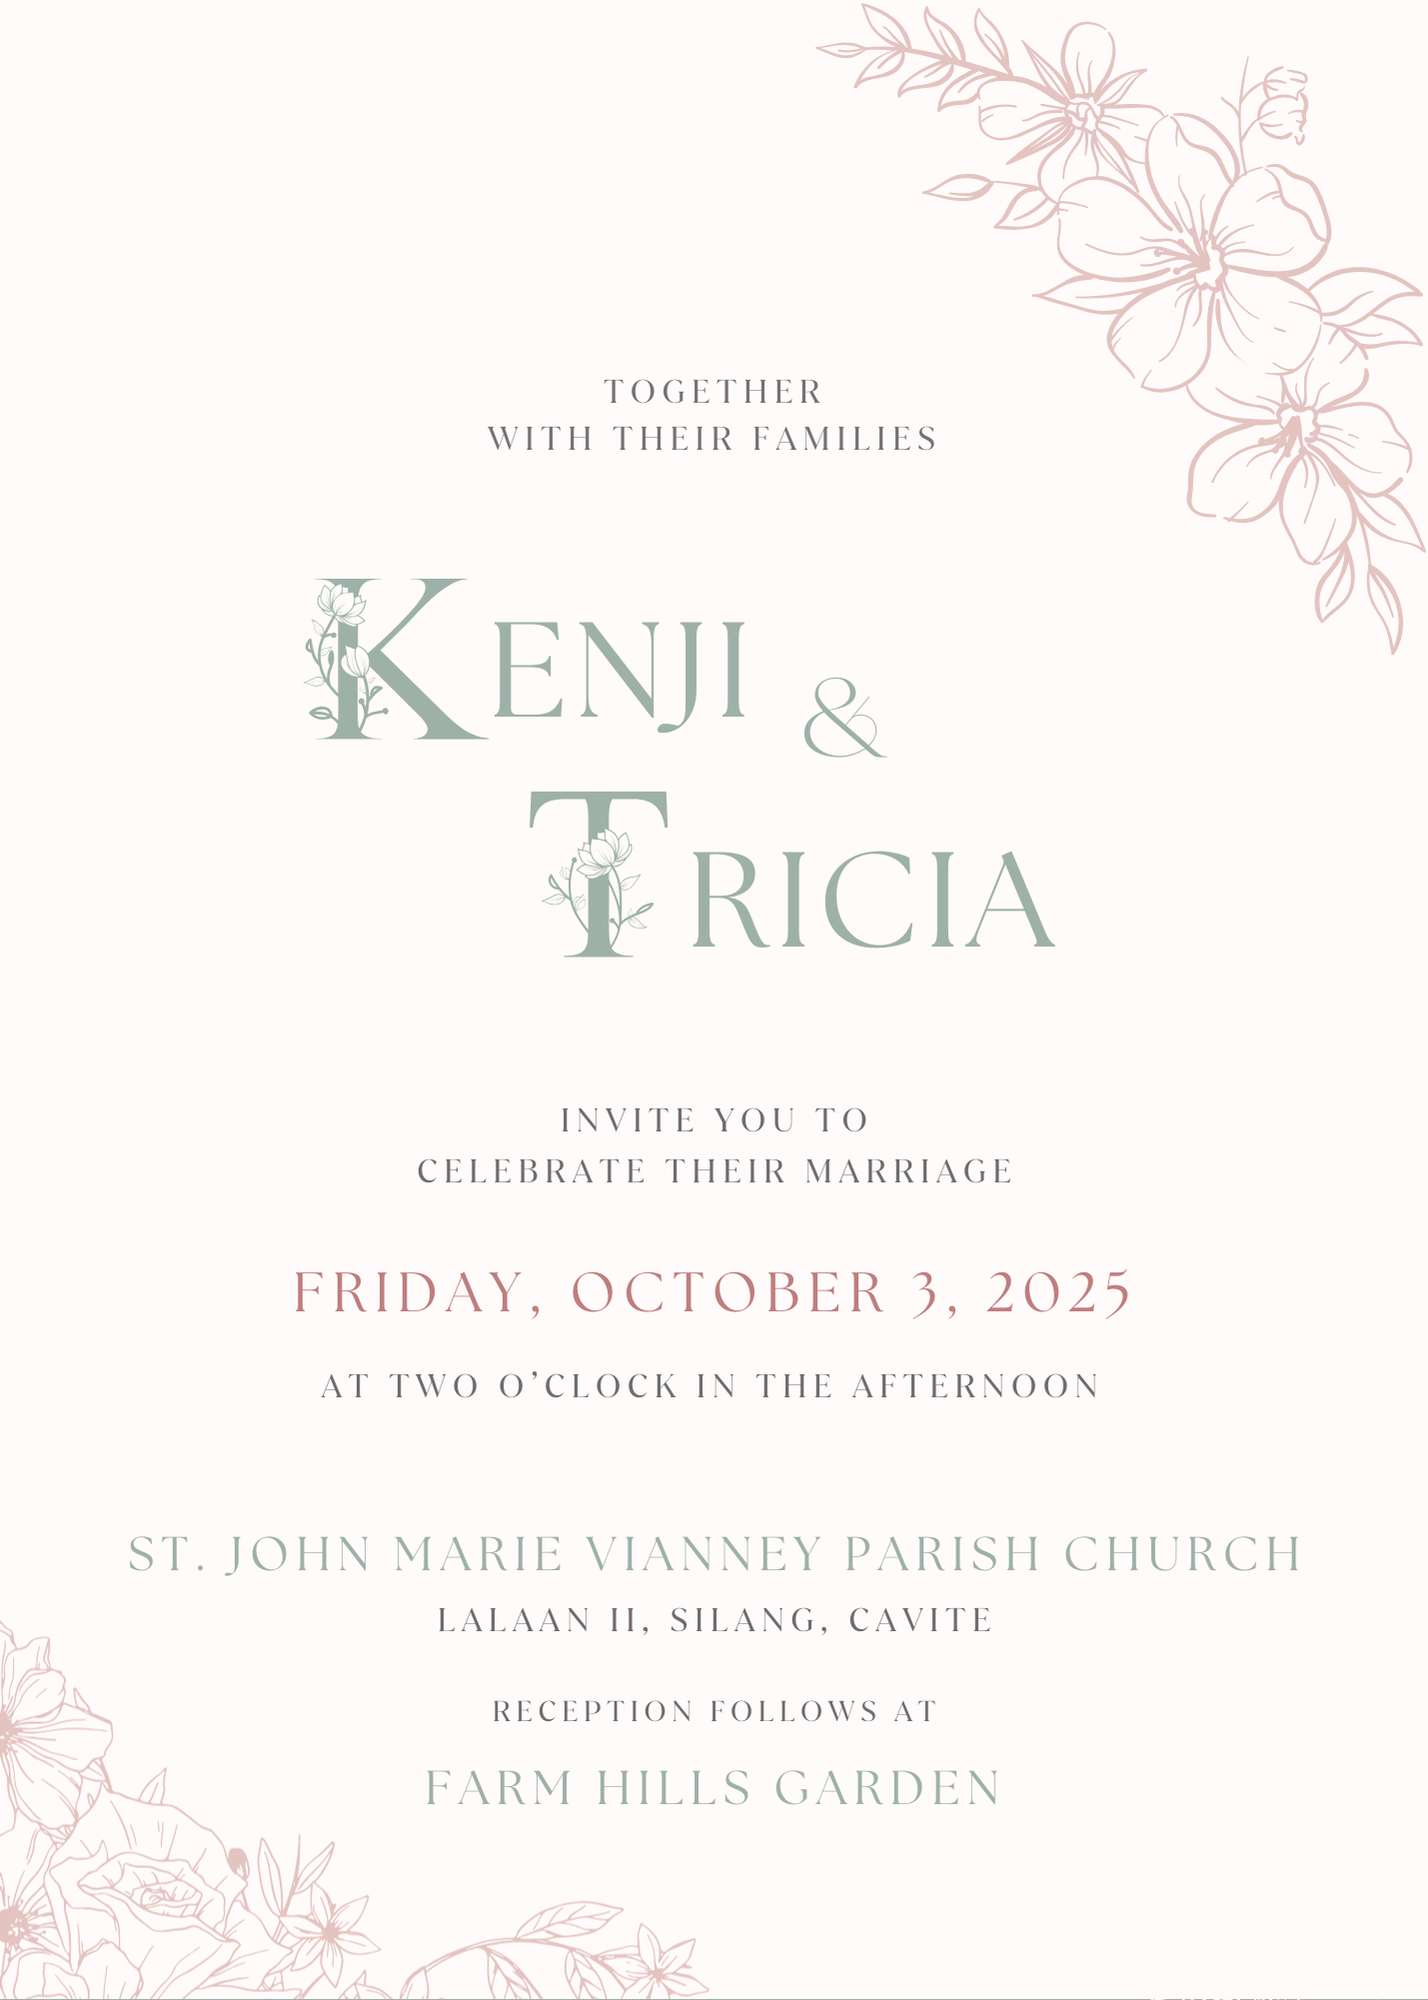 TOGETHER
WITH THEIR FAMILIES
KENJI &
TRICIA
INVITE YOU TO
CELEBRATE THEIR MARRIAGE
FRIDAY, OCTOBER 3, 2025
AT TWO O’CLOCK IN THE AFTERNOON
ST. JOHN MARIE VIANNEY PARISH CHURCH
LALAAN II, SILANG, CAVITE
RECEPTION FOLLOWS AT
FARM HILLS GARDEN